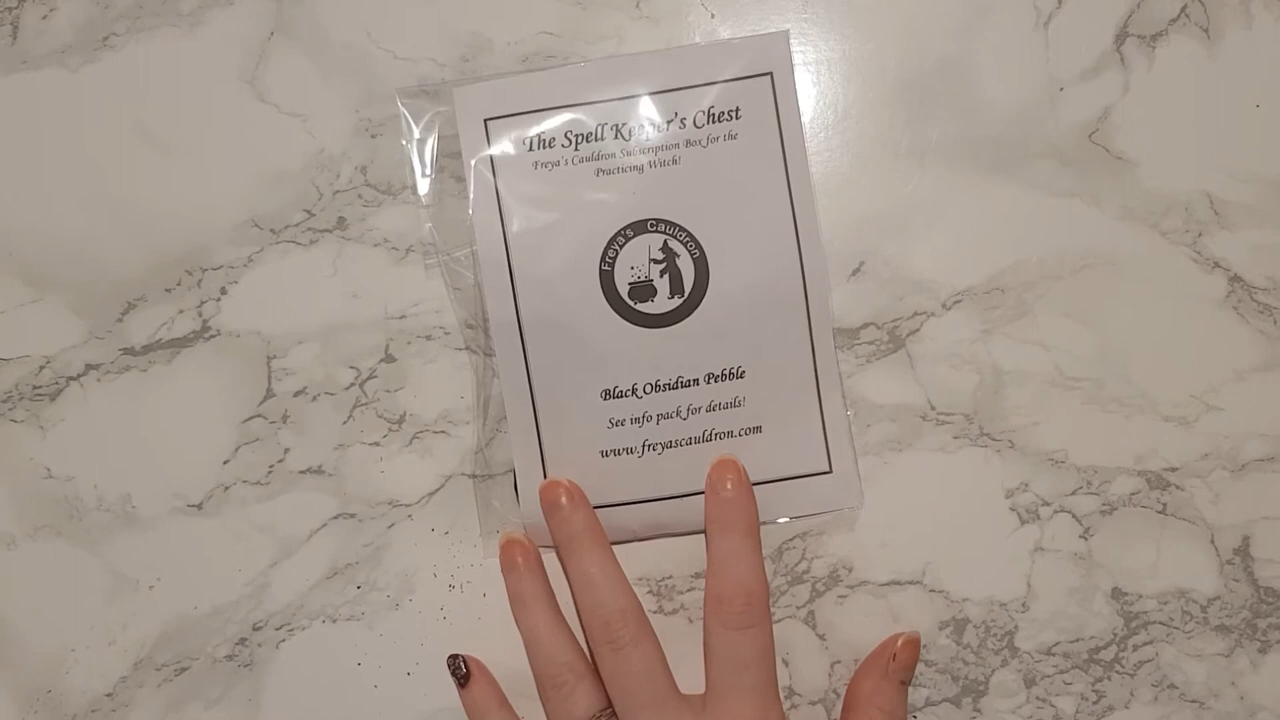 The Spell Keeper's Chest
Freya's Cauldron Subscription Box for the
Practicing Witch!
Freya's Cauldron
Black Obsidian Pebble
See info pack for details!
www.freyascauldron.com